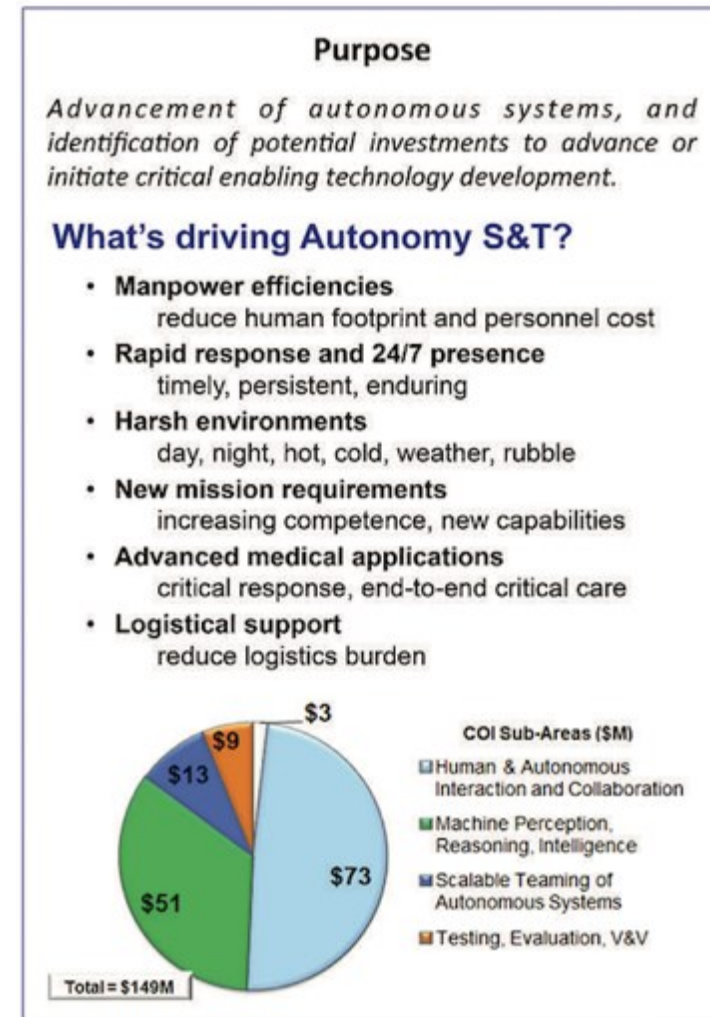 Purpose
Advancement of autonomous systems, and
identification of potential investments to advance or
initiate critical enabling technology development.
What's driving Autonomy S&T?
• Manpower efficiencies
reduce human footprint and personnel cost
• Rapid response and 24/7 presence
timely, persistent, enduring
• Harsh environments
day, night, hot, cold, weather, rubble
• New mission requirements
increasing competence, new capabilities
• Advanced medical applications
critical response, end-to-end critical care
• Logistical support
reduce logistics burden
$3
$9
$13
$73
$51
Total = $149M
COI Sub-Areas ($M)
Human & Autonomous
Interaction and Collaboration
Machine Perception,
Reasoning, Intelligence
Scalable Teaming of
Autonomous Systems
Testing, Evaluation, V&V